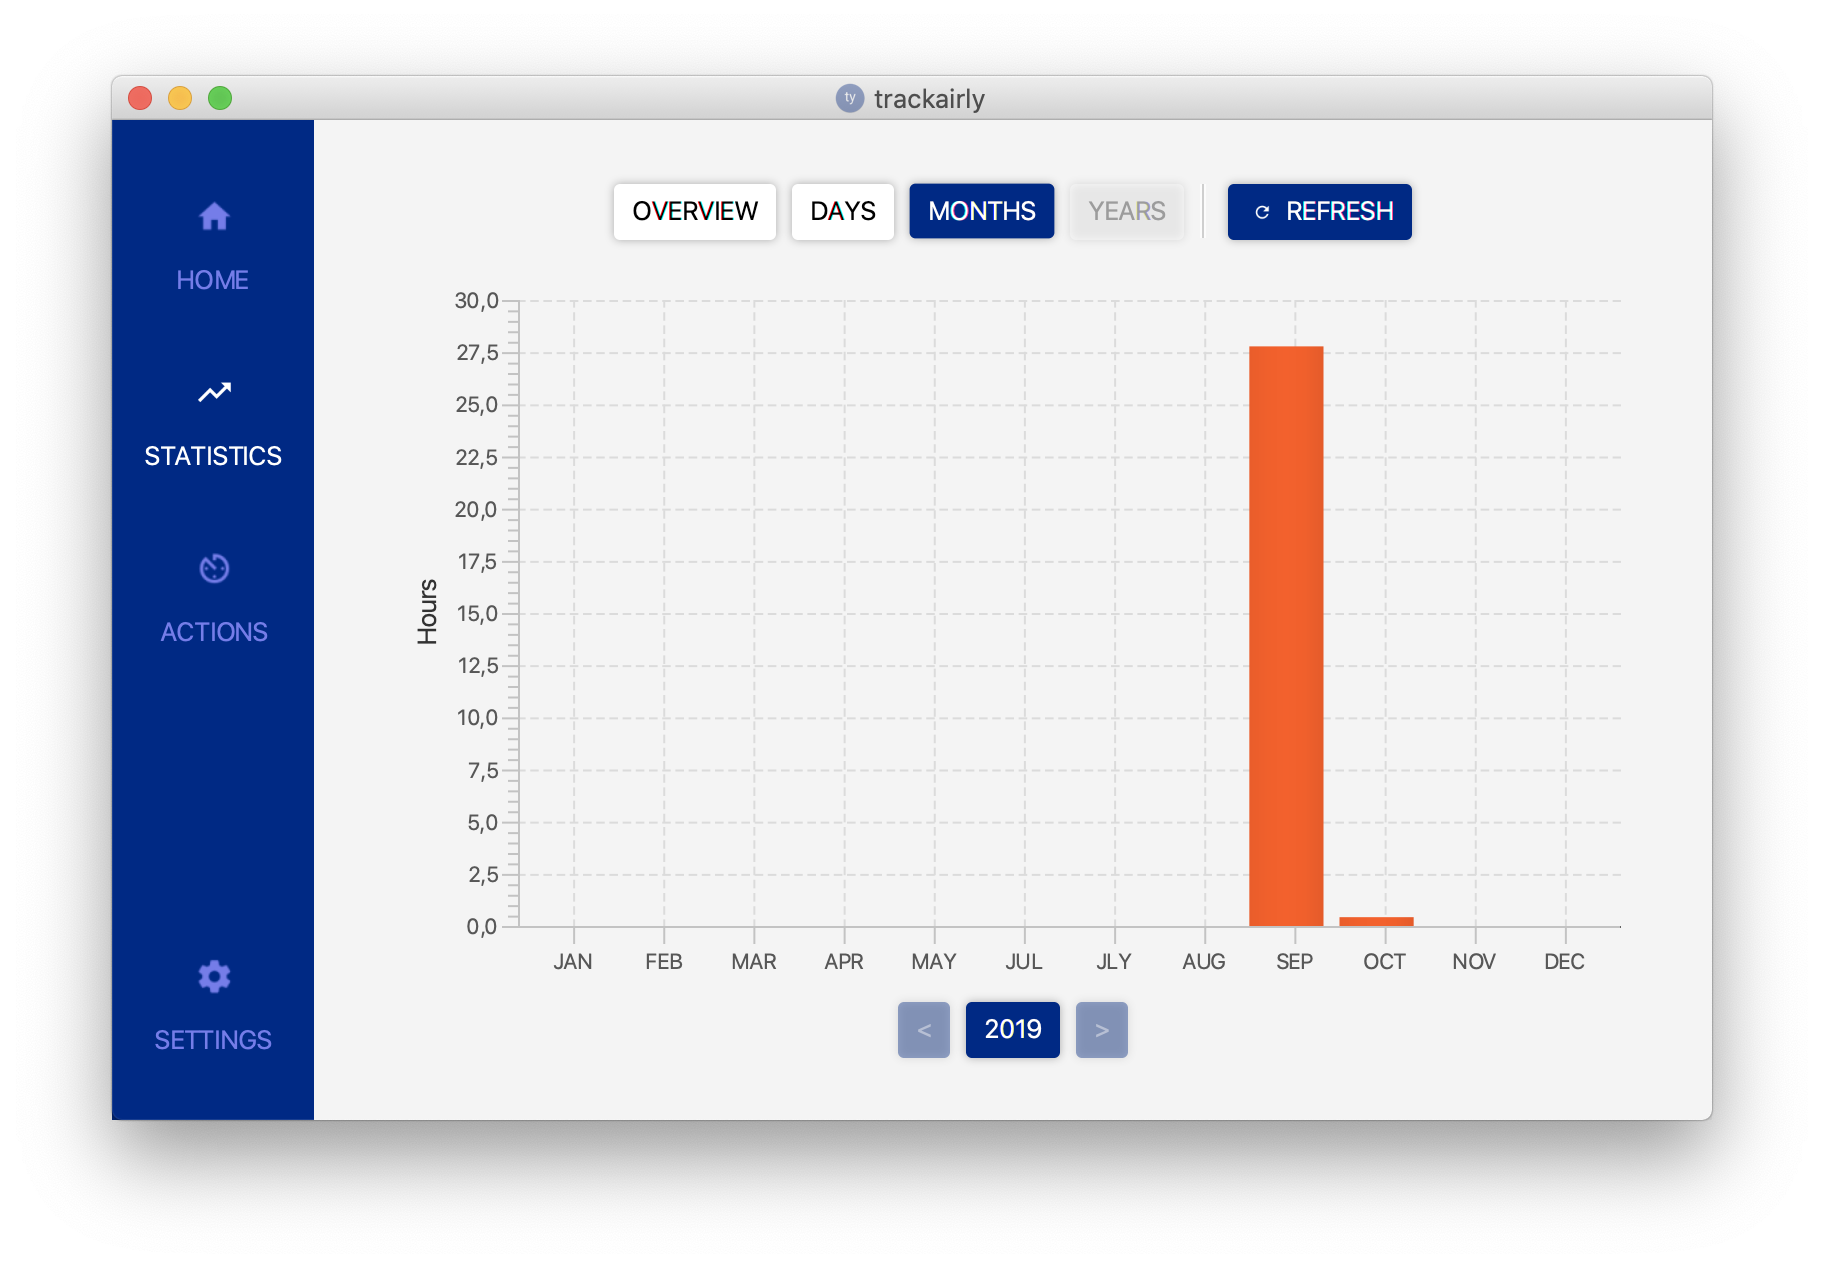 ty trackairly
HOME
STATISTICS
ACTIONS
SETTINGS
OVERVIEW DAYS MONTHS YEARS REFRESH
Hours
30,0
27,5
25,0
22,5
20,0
17,5
15,0
12,5
10,0
7,5
5,0
2,5
0,0
JAN FEB MAR APR MAY JUL JLY AUG SEP OCT NOV DEC
< 2019 >